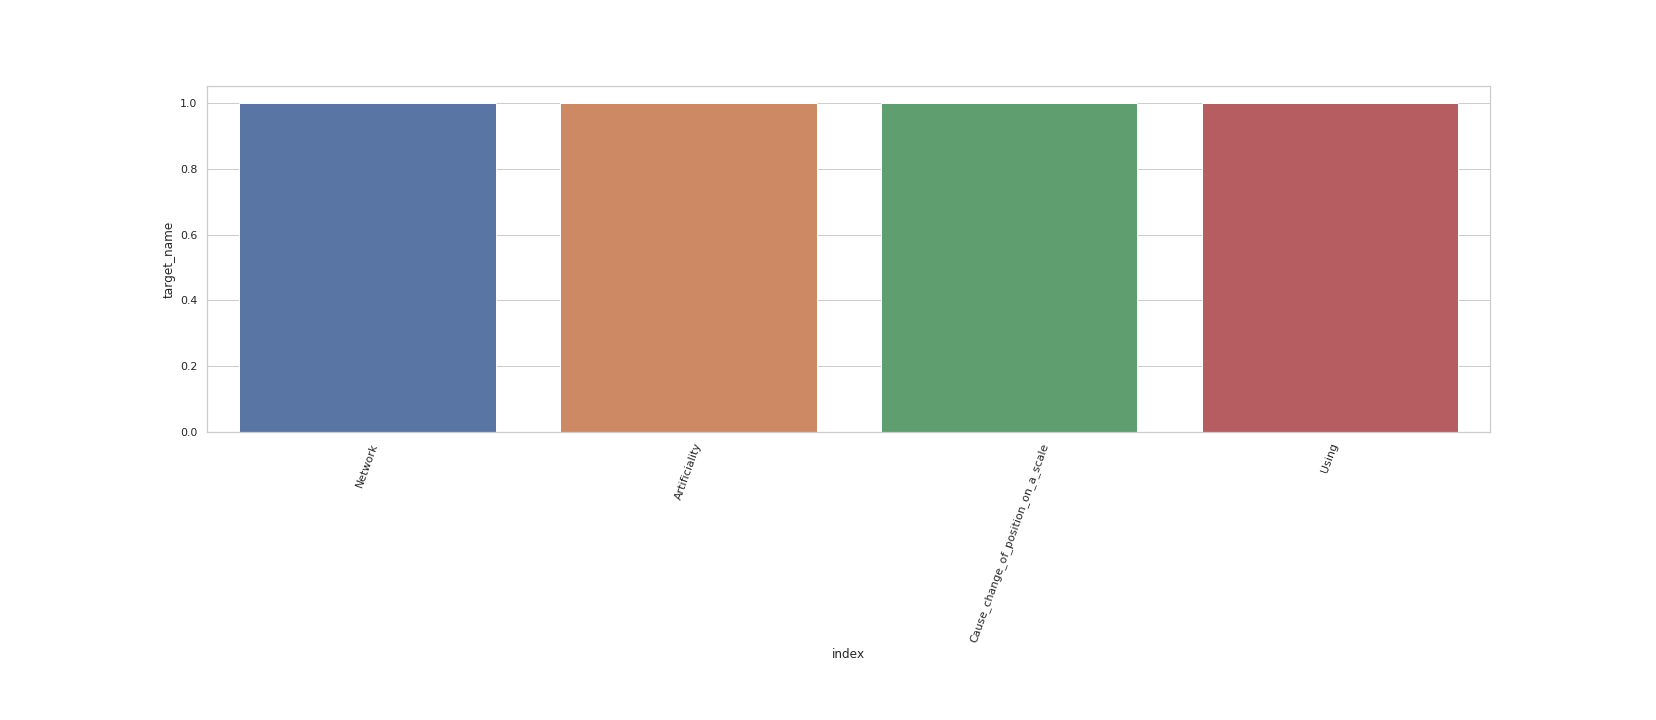 1.0
0.8
0.6
0.4
0.2
0.0
target_name
Network
Artificiality
Cause_change_of_position_on_a_scale
Using
index